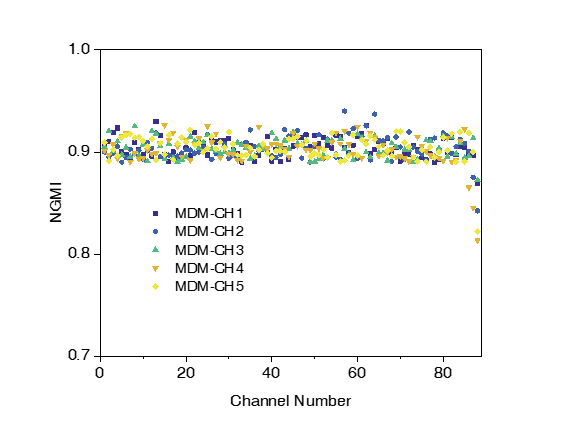 1.0
0.9
0.8
0.7
NGMI
MDM-CH1
MDM-CH2
MDM-CH3
MDM-CH4
MDM-CH5
0 20 40 60 80
Channel Number